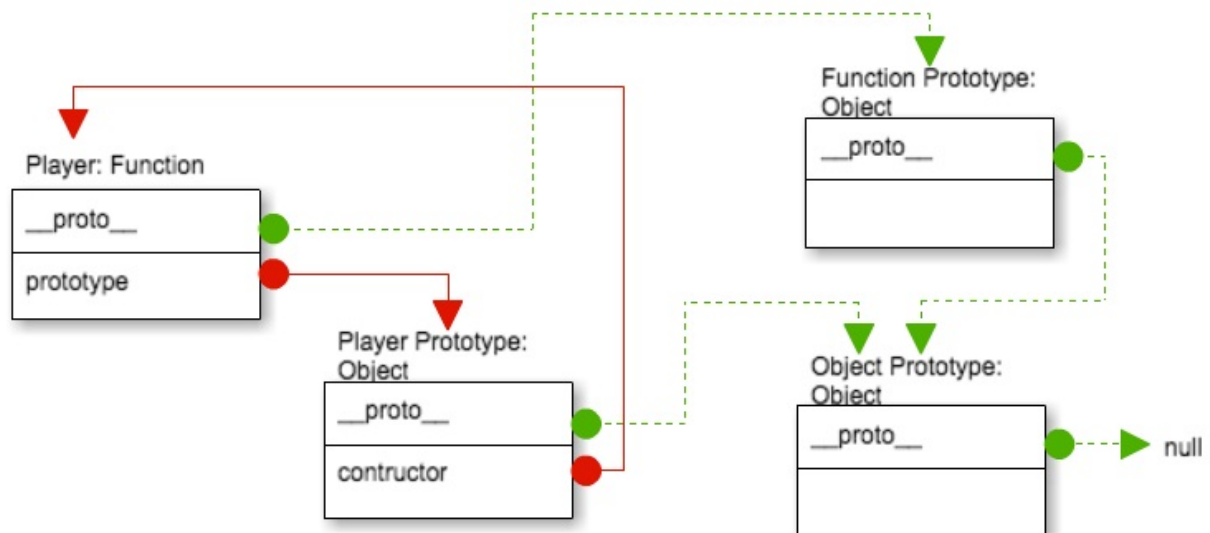 Function Prototype:
Object
__proto__
Player: Function
__proto__
prototype
Player Prototype:
Object
__proto__
contructor
Object Prototype:
Object
__proto__
null